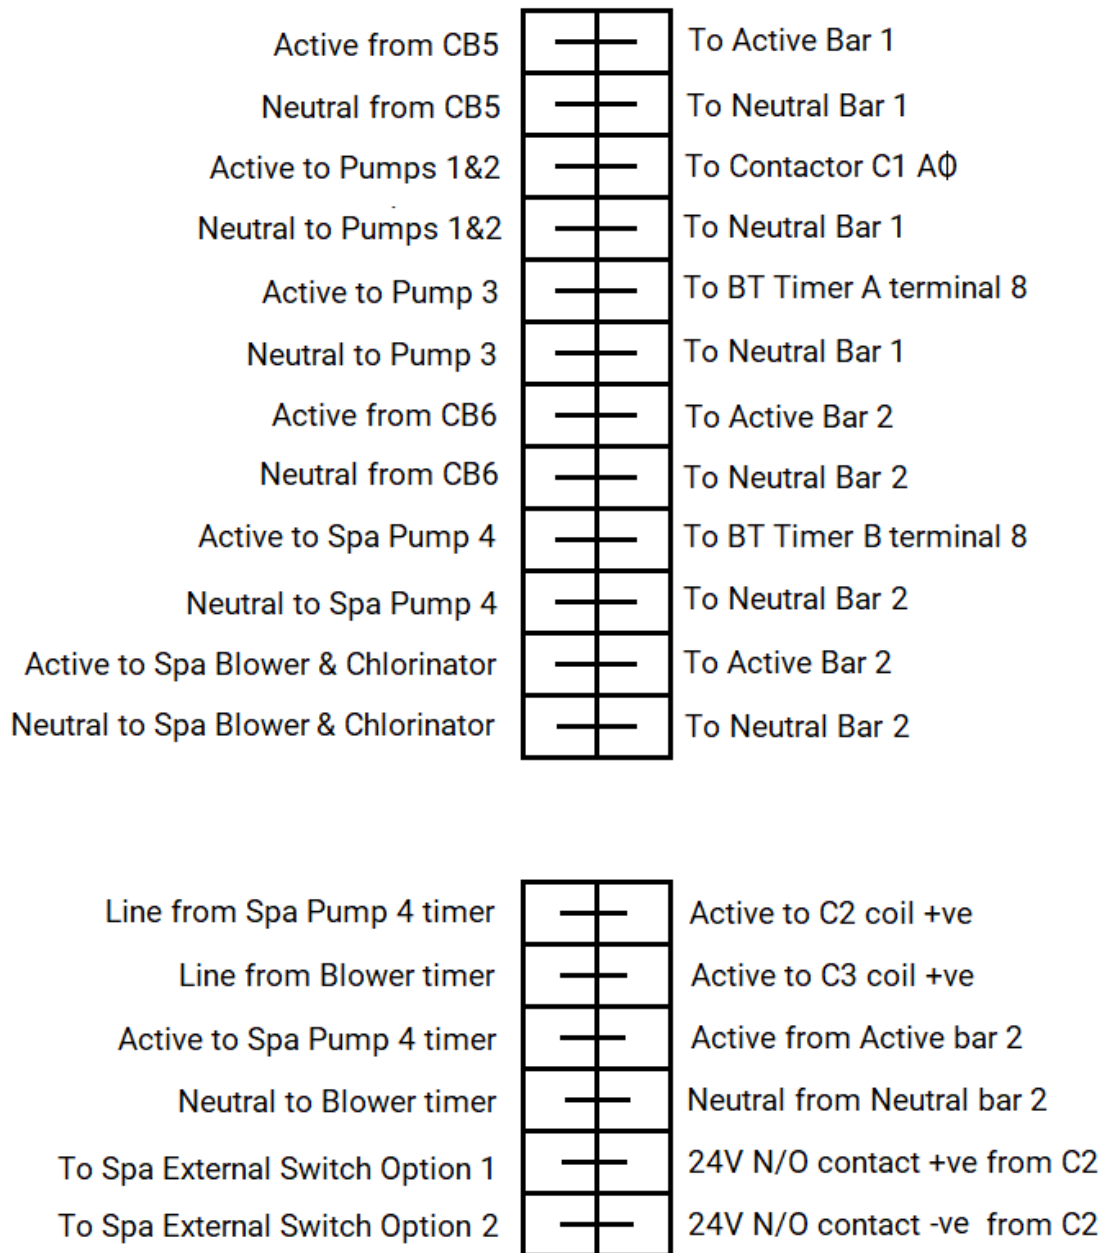 Active from CB5 To Active Bar 1
Neutral from CB5 To Neutral Bar 1
Active to Pumps 1&2 To Contactor C1 AΦ
Neutral to Pumps 1&2 To Neutral Bar 1
Active to Pump 3 To BT Timer A terminal 8
Neutral to Pump 3 To Neutral Bar 1
Active from CB6 To Active Bar 2
Neutral from CB6 To Neutral Bar 2
Active to Spa Pump 4 To BT Timer B terminal 8
Neutral to Spa Pump 4 To Neutral Bar 2
Active to Spa Blower & Chlorinator To Active Bar 2
Neutral to Spa Blower & Chlorinator To Neutral Bar 2
Line from Spa Pump 4 timer Active to C2 coil +ve
Line from Blower timer Active to C3 coil +ve
Active to Spa Pump 4 timer Active from Active bar 2
Neutral to Blower timer Neutral from Neutral bar 2
To Spa External Switch Option 1 24V N/O contact +ve from C2
To Spa External Switch Option 2 24V N/O contact -ve from C2